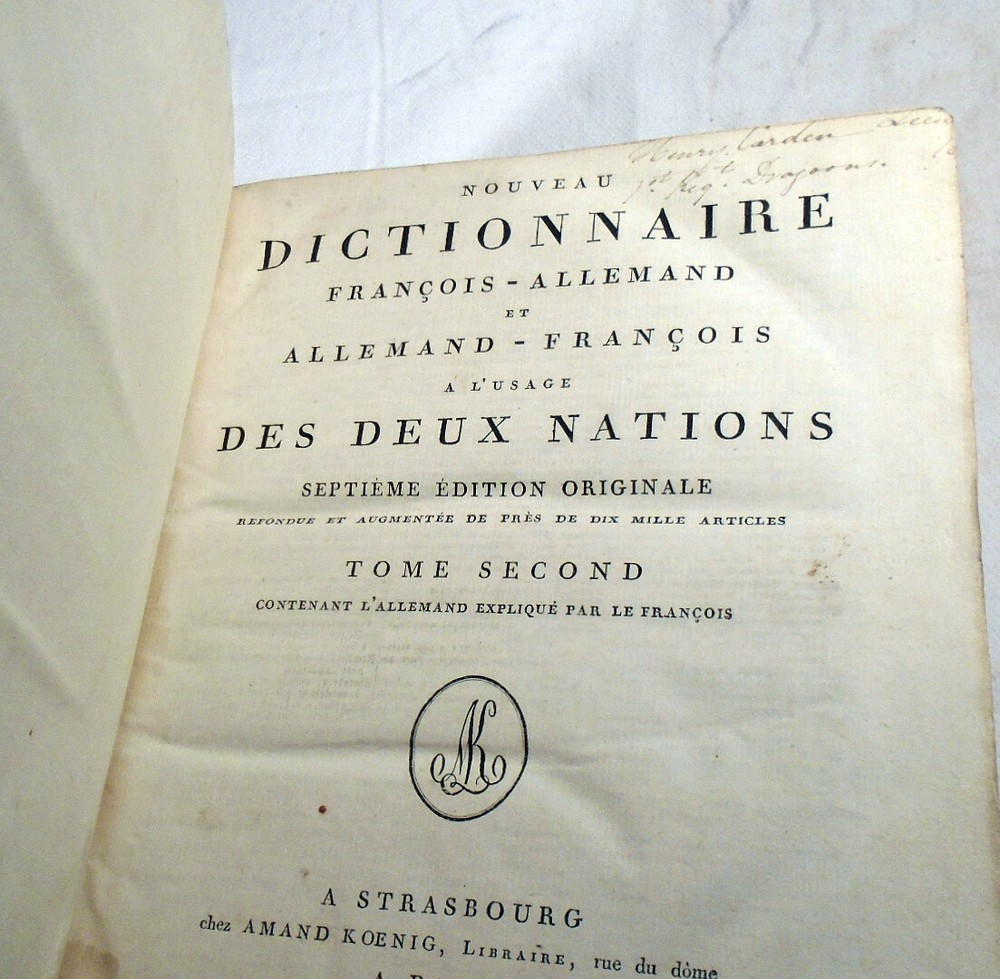 Henry Carden
1st Regt Dragoons.
NOUVEAU
DICTIONNAIRE
FRANÇOIS - ALLEMAND
ET
ALLEMAND - FRANÇOIS
A L'USAGE
DES DEUX NATIONS
SEPTIÈME ÉDITION ORIGINALE
REFONDUE ET AUGMENTÉE DE PRÈS DE DIX MILLE ARTICLES
TOME SECOND
CONTENANT L'ALLEMAND EXPLIQUÉ PAR LE FRANÇOIS
AK
A STRASBOURG
chez AMAND KOENIG, LIBRAIRE, rue du dôme